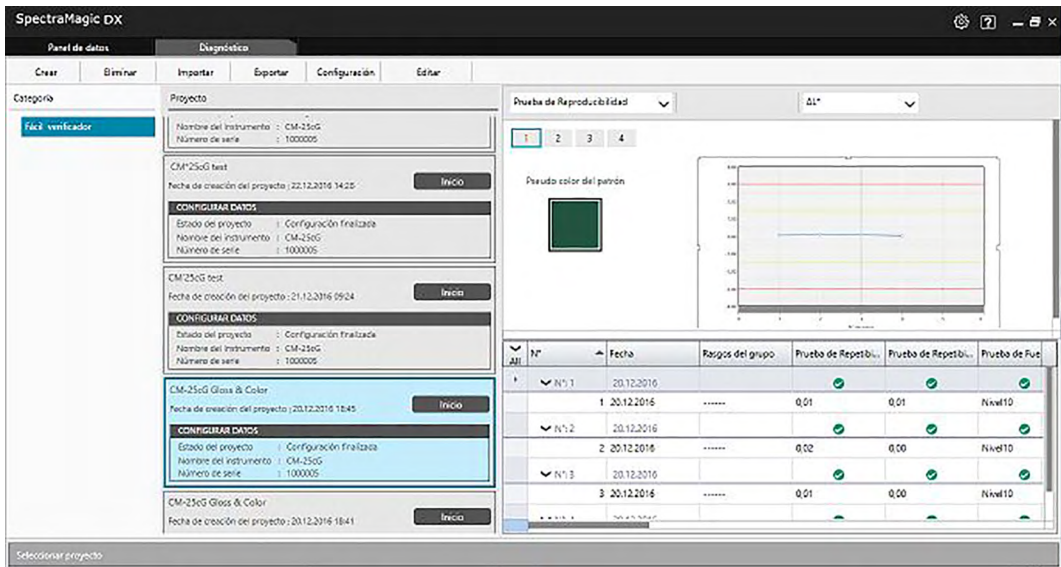 SpectraMagic DX
Panel de datos Diagnóstico
Crear Eliminar Importar Exportar Configuración Editar
Categoría
Fácil verificador
Proyecto
Nombre del instrumento : CM-25cG
Número de serie : 1000005
CM*25cG test
Fecha de creación del proyecto : 22.12.2016 14:28
Inicio
CONFIGURAR DATOS
Estado del proyecto : Configuración finalizada
Nombre del instrumento : CM-25cG
Número de serie : 1000005
CM*25cG test
Fecha de creación del proyecto : 21.12.2016 09:24
Inicio
CONFIGURAR DATOS
Estado del proyecto : Configuración finalizada
Nombre del instrumento : CM-25cG
Número de serie : 1000005
CM-25cG Gloss & Color
Fecha de creación del proyecto : 20.12.2016 18:45
Inicio
CONFIGURAR DATOS
Estado del proyecto : Configuración finalizada
Nombre del instrumento : CM-25cG
Número de serie : 1000005
CM-25cG Gloss & Color
Fecha de creación del proyecto : 20.12.2016 18:41
Inicio
Prueba de Reproducibilidad ΔL*
1 2 3 4
Pseudo color del patrón
All N° Fecha Rasgos del grupo Prueba de Repetibi... Prueba de Repetibi... Prueba de Fue
N°: 1 20.12.2016
1 20.12.2016 ------ 0,01 0,01 Nivel10
N°: 2 20.12.2016
2 20.12.2016 ------ 0,02 0,00 Nivel10
N°: 3 20.12.2016
3 20.12.2016 ------ 0,01 0,00 Nivel10
Seleccionar proyecto